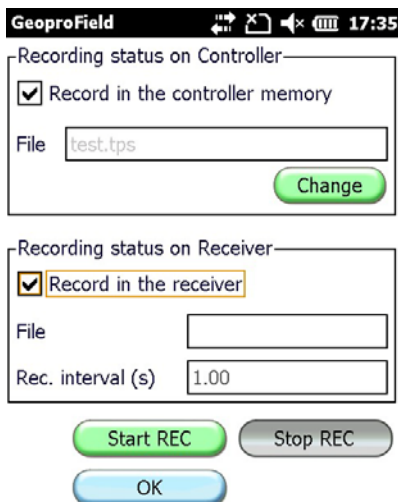 GeoproField 17:35
Recording status on Controller
Record in the controller memory
File test.tps
Change
Recording status on Receiver
Record in the receiver
File
Rec. interval (s) 1.00
Start REC Stop REC
OK